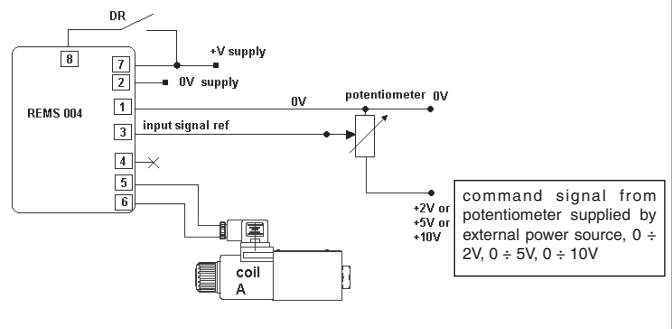 DR
8
7
+V supply
2
0V supply
REMS 004
1
0V
potentiometer 0V
3
input signal ref
4
5
6
+2V or
+5V or
+10V
command signal from
potentiometer supplied by
external power source, 0 ÷
2V, 0 ÷ 5V, 0 ÷ 10V
coil
A